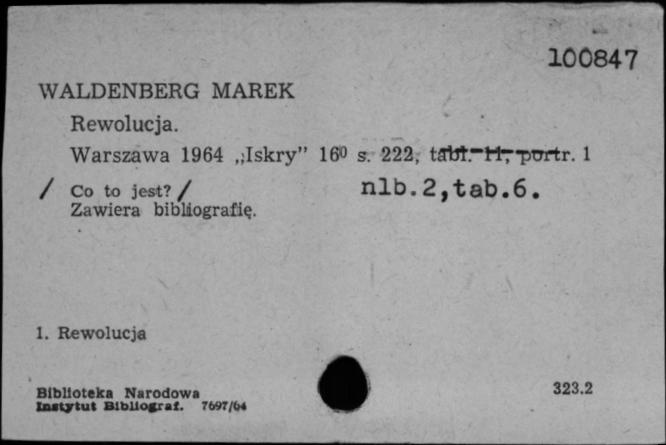 100847
WALDENBERG MAREK
Rewolucja.
Warszawa 1964 „Iskry” 16⁰ s. 222, tabl. 11, portr. 1
/ Co to jest? / nlb.2,tab.6.
Zawiera bibliografię.
1. Rewolucja
Biblioteka Narodowa 323.2
Instytut Bibliograf. 7697/64